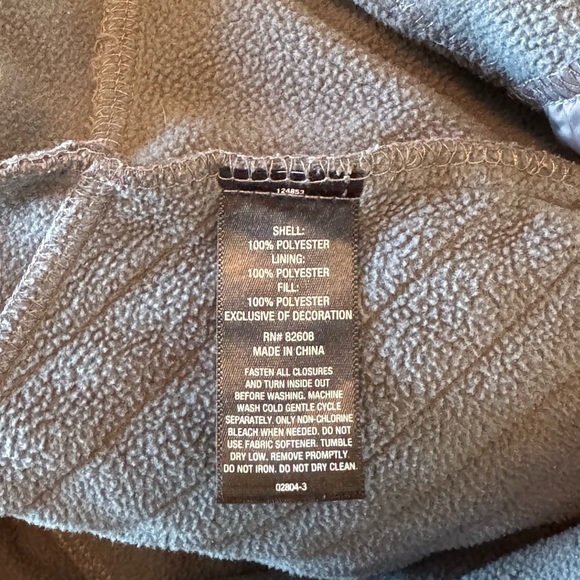 124853
SHELL:
100% POLYESTER
LINING:
100% POLYESTER
FILL:
100% POLYESTER
EXCLUSIVE OF DECORATION
RN# 82608
MADE IN CHINA
FASTEN ALL CLOSURES
AND TURN INSIDE OUT
BEFORE WASHING. MACHINE
WASH COLD GENTLE CYCLE
SEPARATELY. ONLY NON-CHLORINE
BLEACH WHEN NEEDED. DO NOT
USE FABRIC SOFTENER. TUMBLE
DRY LOW. REMOVE PROMPTLY.
DO NOT IRON. DO NOT DRY CLEAN.
02804-3